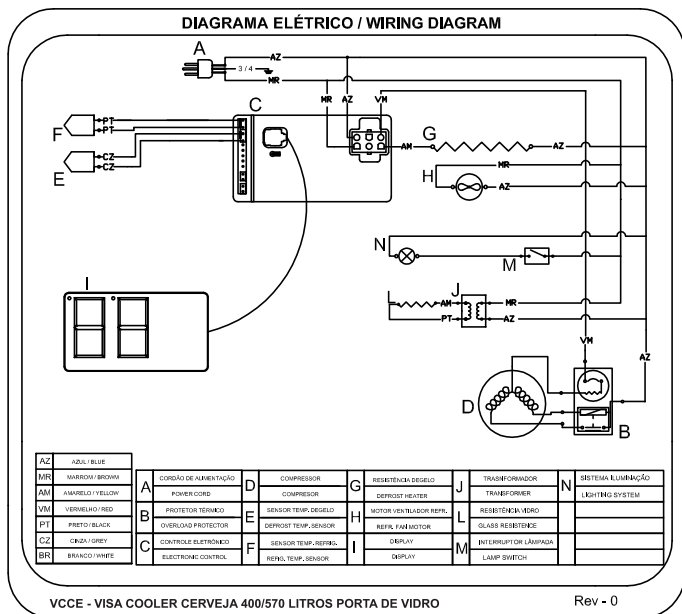 DIAGRAMA ELÉTRICO / WIRING DIAGRAM
A
AZ
3 / 4
MR
C
MR
AZ
VM
F
PT
PT
CZ
CZ
E
AM
G
AZ
MR
H
AZ
N
M
I
L
AM
PT
J
MR
AZ
VM
AZ
D
B
AZ AZUL / BLUE
MR MARROM / BROWN
AM AMARELO / YELLOW
VM VERMELHO / RED
PT PRETO / BLACK
CZ CINZA / GREY
BR BRANCO / WHITE
A CORDÃO DE ALIMENTAÇÃO
POWER CORD
B PROTETOR TÉRMICO
OVERLOAD PROTECTOR
C CONTROLE ELETRÔNICO
ELECTRONIC CONTROL
D COMPRESSOR
COMPRESOR
E SENSOR TEMP. DEGELO
DEFROST TEMP. SENSOR
F SENSOR TEMP. REFRIG.
REFIG. TEMP. SENSOR
G RESISTÊNCIA DEGELO
DEFROST HEATER
H MOTOR VENTILADOR REFR.
REFR. FAN MOTOR
I DISPLAY
DISPLAY
J TRASNFORMADOR
TRANSFORMER
L RESISTÊNCIA VIDRO
GLASS RESISTENCE
M INTERRUPTOR LÂMPADA
LAMP SWITCH
N SISTEMA ILUMINAÇÃO
LIGHTING SYSTEM
VCCE - VISA COOLER CERVEJA 400/570 LITROS PORTA DE VIDRO
Rev - 0